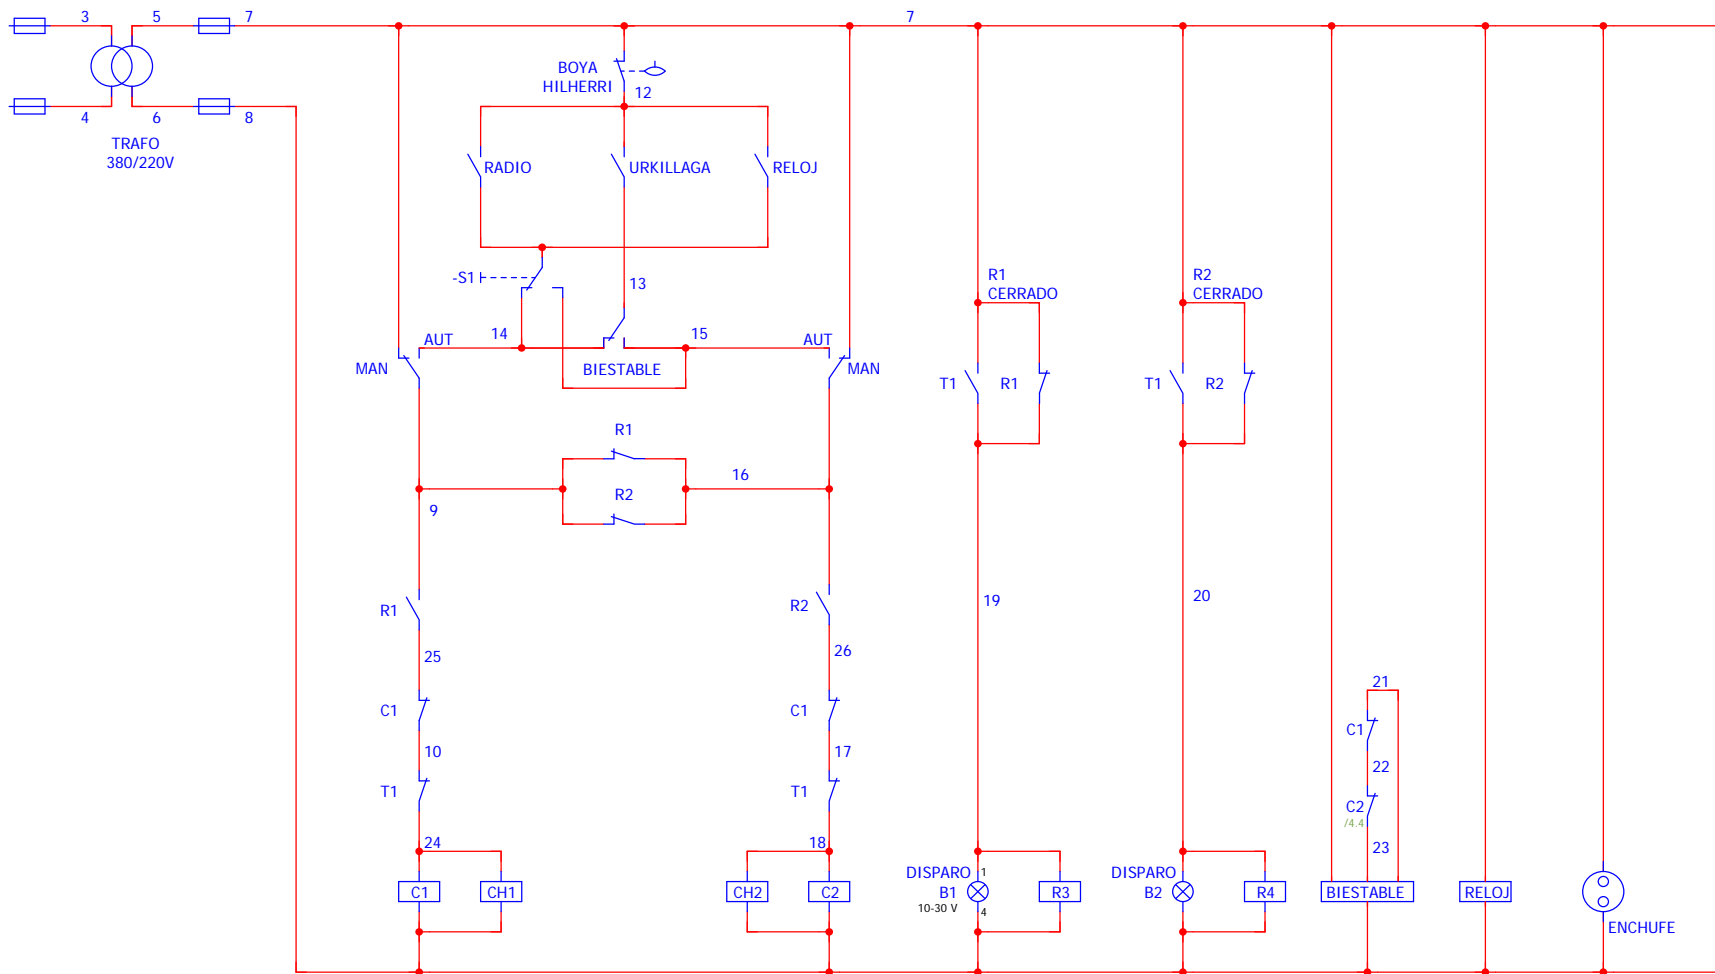 3
5
7
7
4
6
8
TRAFO
380/220V
BOYA
HILHERRI
12
RADIO
URKILLAGA
RELOJ
-S1
13
14
15
AUT
AUT
MAN
MAN
BIESTABLE
R1
R2
9
16
R1
25
C1
10
T1
24
C1
CH1
R2
26
C1
17
T1
18
CH2
C2
R1
CERRADO
T1
R1
19
DISPARO
B1
10-30 V
1
4
R3
R2
CERRADO
T1
R2
20
DISPARO
B2
R4
21
C1
22
C2
/4.4
23
BIESTABLE
RELOJ
ENCHUFE